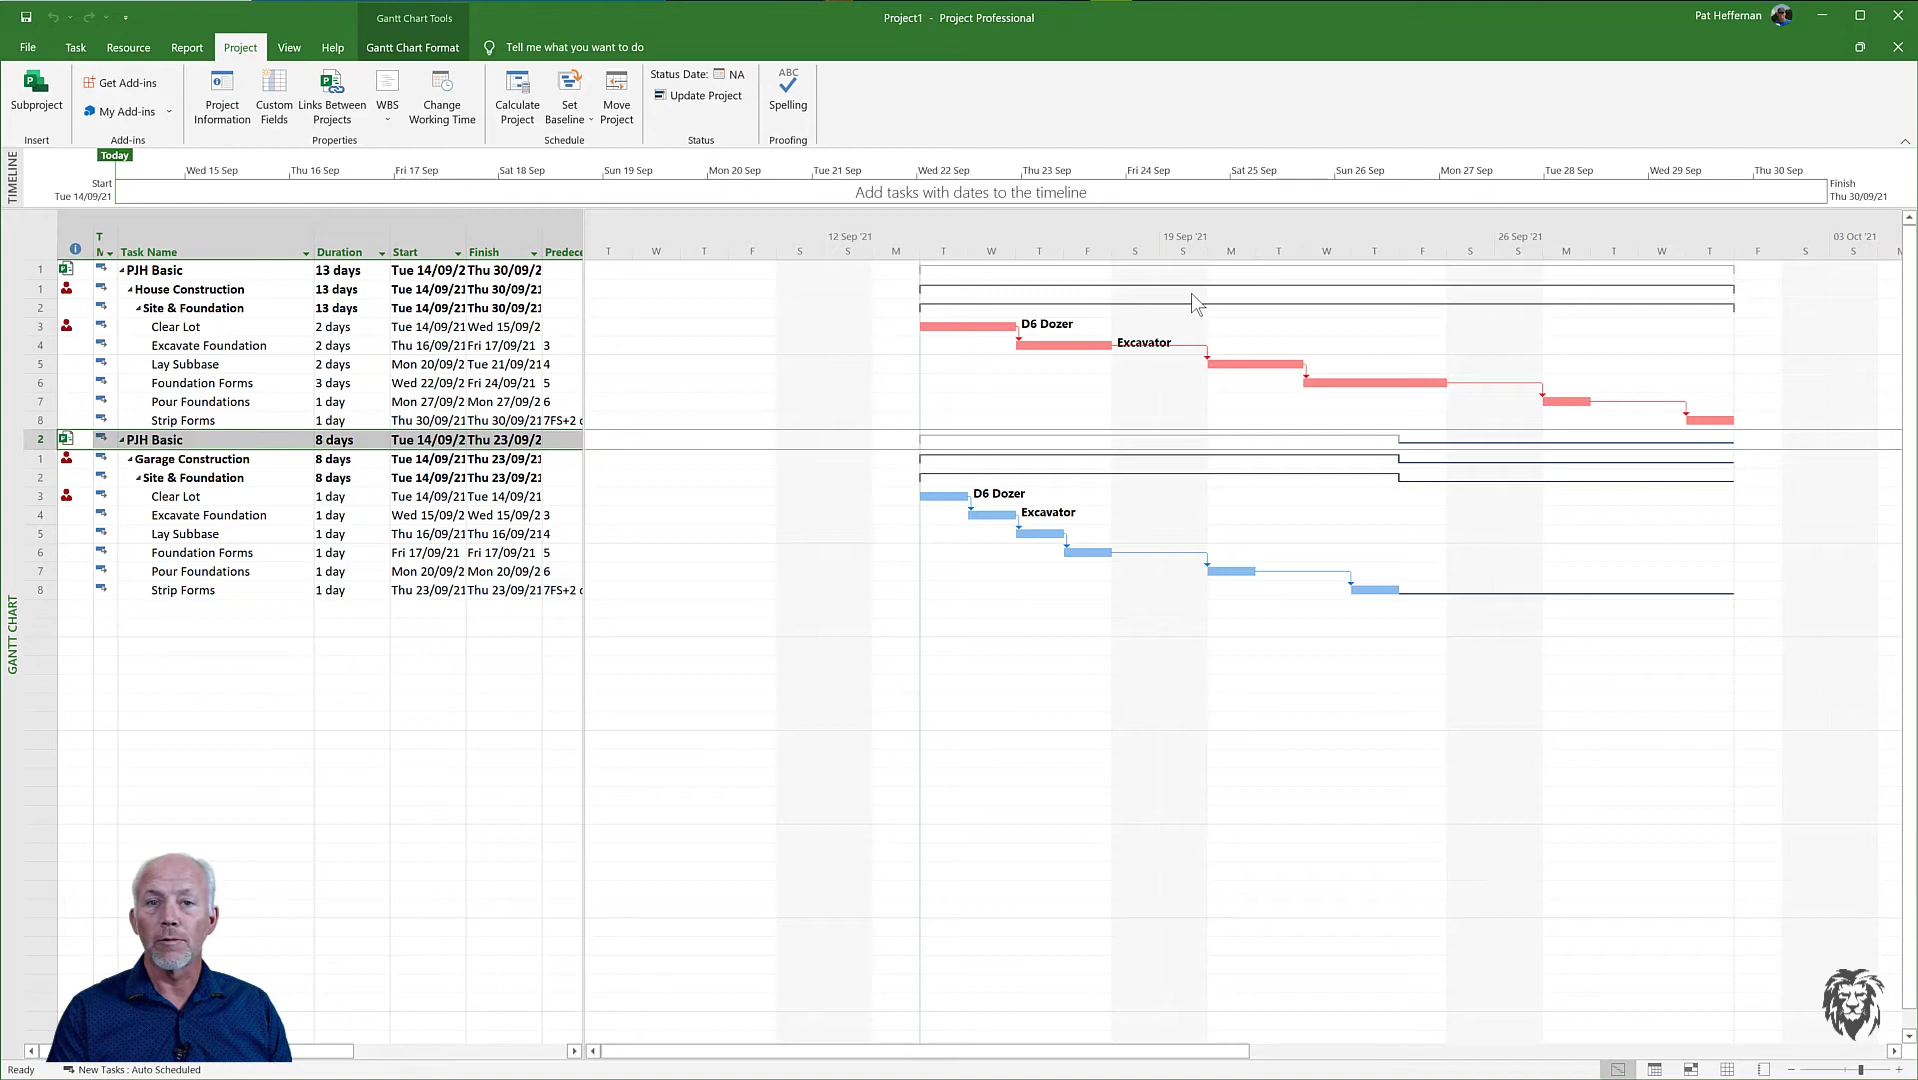 Gantt Chart Tools
Project1 - Project Professional
Pat Heffernan
File Task Resource Report Project View Help Gantt Chart Format Tell me what you want to do
Subproject
Get Add-ins
My Add-ins
Project Information
Custom Fields
Links Between Projects
WBS
Change Working Time
Calculate Project
Set Baseline
Move Project
Status Date: NA
Update Project
ABC
Spelling
Insert Add-ins Properties Schedule Status Proofing
TIMELINE
Today
Wed 15 Sep Thu 16 Sep Fri 17 Sep Sat 18 Sep Sun 19 Sep Mon 20 Sep Tue 21 Sep Wed 22 Sep Thu 23 Sep Fri 24 Sep Sat 25 Sep Sun 26 Sep Mon 27 Sep Tue 28 Sep Wed 29 Sep Thu 30 Sep
Start
Tue 14/09/21
Add tasks with dates to the timeline
Finish
Thu 30/09/21
12 Sep '21 19 Sep '21 26 Sep '21 03 Oct '21
T
M Task Name Duration Start Finish Predece
T W T F S S M T W T F S S M T W T F S S M T W T F S S M
1 PJH Basic 13 days Tue 14/09/2 Thu 30/09/2
1 House Construction 13 days Tue 14/09/21 Thu 30/09/21
2 Site & Foundation 13 days Tue 14/09/21 Thu 30/09/21
3 Clear Lot 2 days Tue 14/09/21 Wed 15/09/2 D6 Dozer
4 Excavate Foundation 2 days Thu 16/09/21 Fri 17/09/21 3 Excavator
5 Lay Subbase 2 days Mon 20/09/2 Tue 21/09/21 4
6 Foundation Forms 3 days Wed 22/09/2 Fri 24/09/21 5
7 Pour Foundations 1 day Mon 27/09/2 Mon 27/09/2 6
8 Strip Forms 1 day Thu 30/09/21 Thu 30/09/21 7FS+2 d
2 PJH Basic 8 days Tue 14/09/2 Thu 23/09/2
1 Garage Construction 8 days Tue 14/09/21 Thu 23/09/21
2 Site & Foundation 8 days Tue 14/09/21 Thu 23/09/21
3 Clear Lot 1 day Tue 14/09/21 Tue 14/09/21 D6 Dozer
4 Excavate Foundation 1 day Wed 15/09/2 Wed 15/09/2 3 Excavator
5 Lay Subbase 1 day Thu 16/09/21 Thu 16/09/21 4
6 Foundation Forms 1 day Fri 17/09/21 Fri 17/09/21 5
7 Pour Foundations 1 day Mon 20/09/2 Mon 20/09/2 6
8 Strip Forms 1 day Thu 23/09/21 Thu 23/09/21 7FS+2 d
GANTT CHART
Ready New Tasks : Auto Scheduled